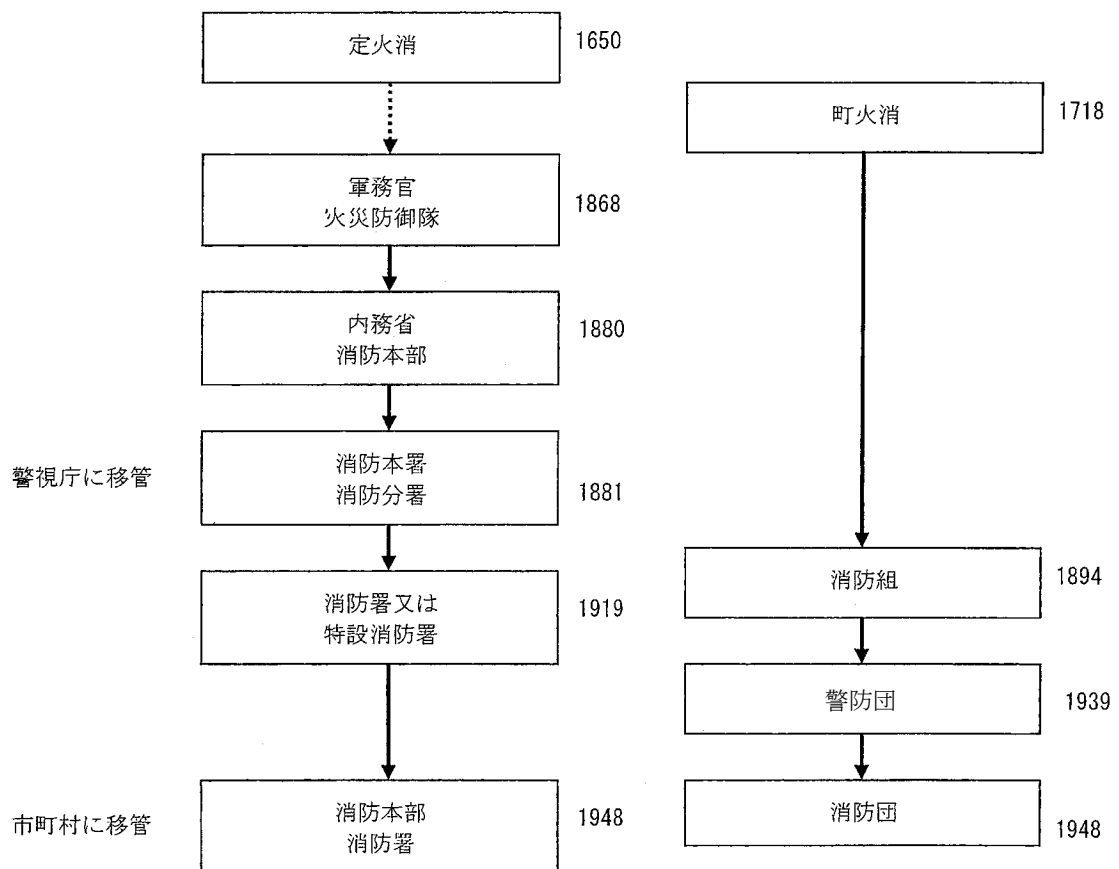 定火消
1650
町火消
1718
軍務官
火災防御隊
1868
内務省
消防本部
1880
警視庁に移管
消防本署
消防分署
1881
消防組
1894
消防署又は
特設消防署
1919
警防団
1939
市町村に移管
消防本部
消防署
1948
消防団
1948